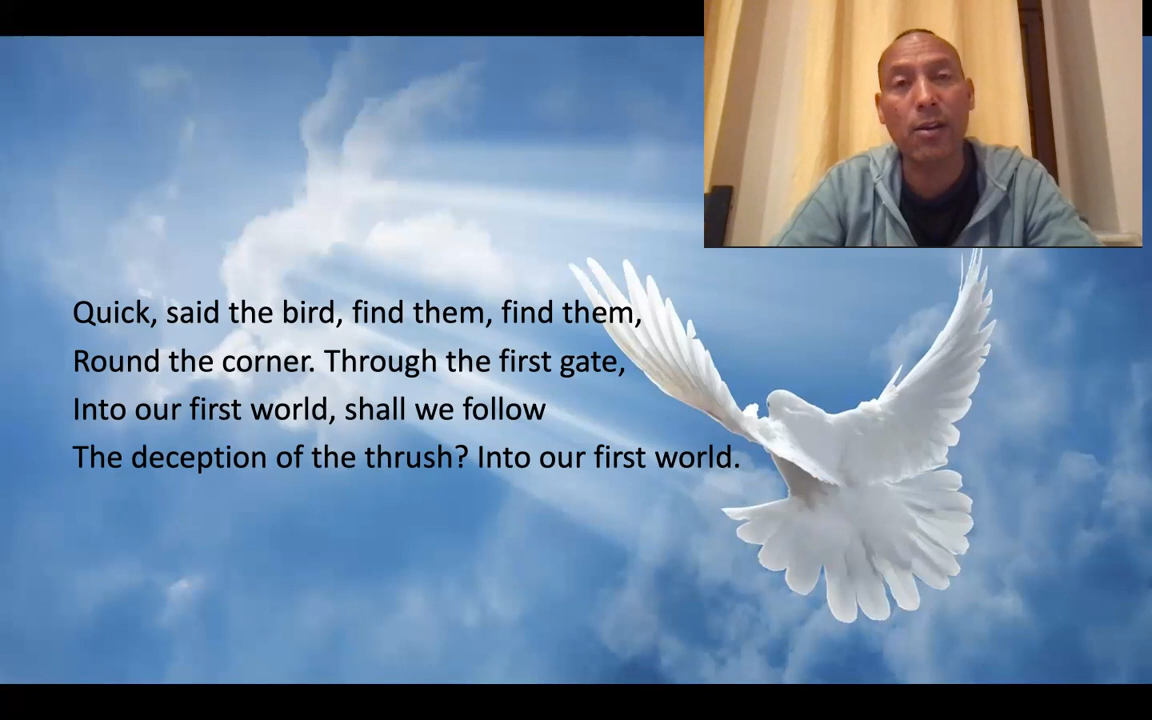 Quick, said the bird, find them, find them,
Round the corner. Through the first gate,
Into our first world, shall we follow
The deception of the thrush? Into our first world.